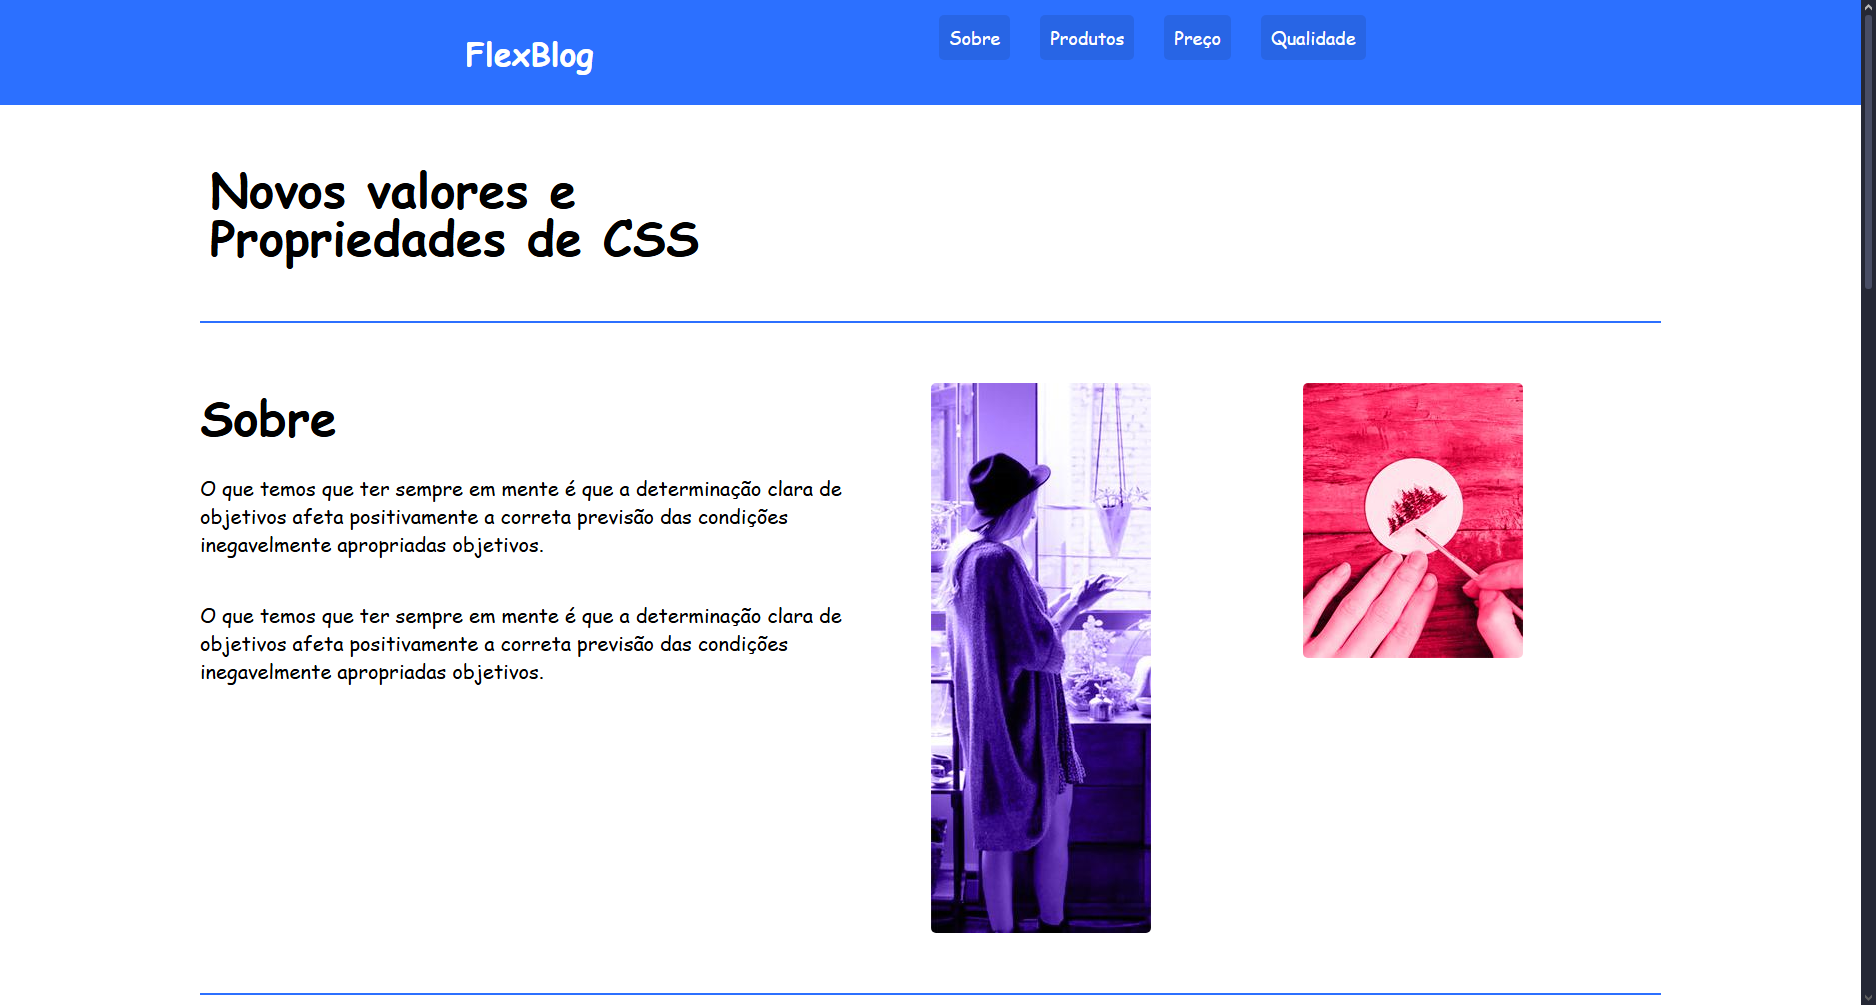 FlexBlog
Sobre
Produtos
Preço
Qualidade
Novos valores e
Propriedades de CSS
Sobre
O que temos que ter sempre em mente é que a determinação clara de
objetivos afeta positivamente a correta previsão das condições
inegavelmente apropriadas objetivos.
O que temos que ter sempre em mente é que a determinação clara de
objetivos afeta positivamente a correta previsão das condições
inegavelmente apropriadas objetivos.